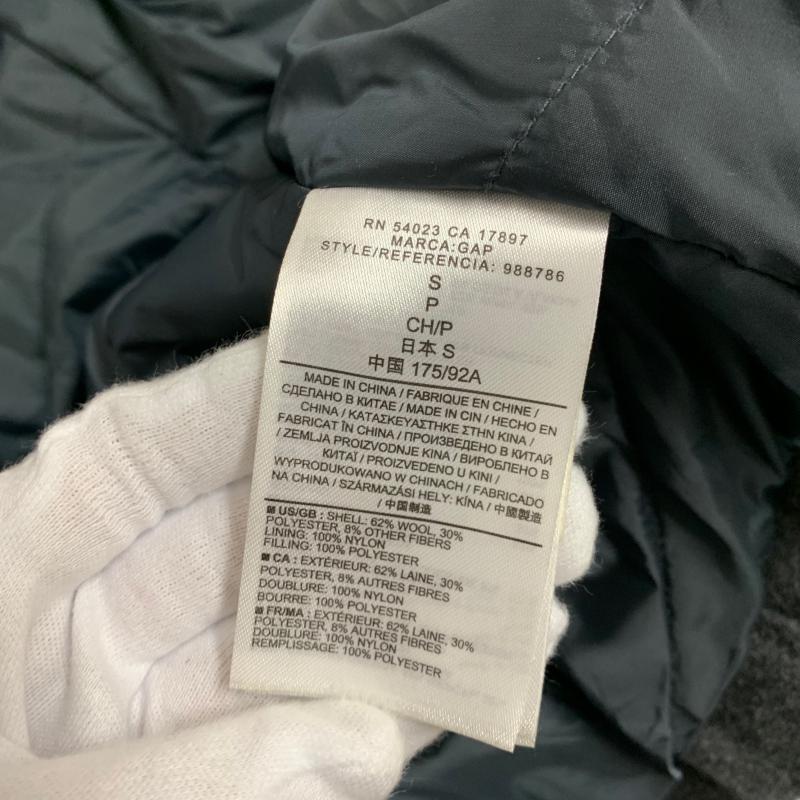 RN 54023 CA 17897
MARCA:GAP
STYLE/REFERENCIA: 988786
S
P
CH/P
日本 S
中国 175/92A
MADE IN CHINA / FABRIQUE EN CHINE /
СДЕЛАНО В КИТАЕ / MADE IN CIN / HECHO EN
CHINA / ΚΑΤΑΣΚΕΥΑΣΤΗΚΕ ΣΤΗΝ ΚΙΝΑ /
FABRICAT ÎN CHINA / ПРОИЗВЕДЕНО В КИТАЙ
/ ZEMLJA PROIZVODNJE KINA / ВИРОБЛЕНО В
КИТАЇ / PROIZVEDENO U KINI /
WYPRODUKOWANO W CHINACH / FABRICADO
NA CHINA / SZÁRMAZÁSI HELY: KÍNA / 中國製造
/ 中国制造
■ US/GB : SHELL: 62% WOOL, 30%
POLYESTER, 8% OTHER FIBERS
LINING: 100% NYLON
FILLING: 100% POLYESTER
■ CA : EXTÉRIEUR: 62% LAINE, 30%
POLYESTER, 8% AUTRES FIBRES
DOUBLURE: 100% NYLON
BOURRE: 100% POLYESTER
■ FR/MA : EXTÉRIEUR: 62% LAINE, 30%
POLYESTER, 8% AUTRES FIBRES
DOUBLURE: 100% NYLON
REMPLISSAGE: 100% POLYESTER